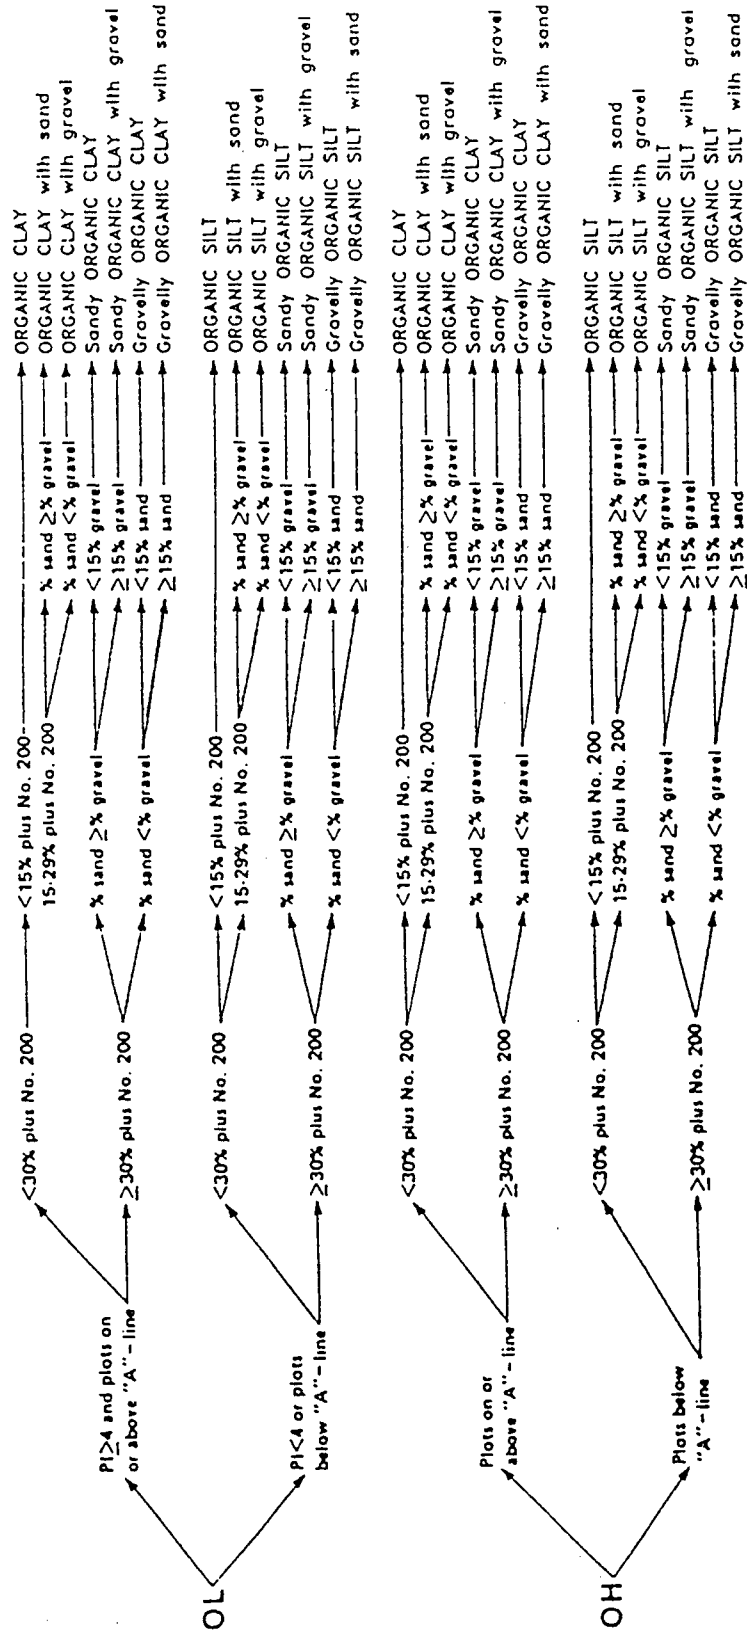 OL
PI≥4 and plots on
or above "A"-line
<30% plus No. 200
<15% plus No. 200
ORGANIC CLAY
15-29% plus No. 200
% sand ≥% gravel
ORGANIC CLAY with sand
% sand <% gravel
ORGANIC CLAY with gravel
≥30% plus No. 200
% sand ≥% gravel
<15% gravel
Sandy ORGANIC CLAY
≥15% gravel
Sandy ORGANIC CLAY with gravel
% sand <% gravel
<15% sand
Gravelly ORGANIC CLAY
≥15% sand
Gravelly ORGANIC CLAY with sand
PI<4 or plots
below "A"-line
<30% plus No. 200
<15% plus No. 200
ORGANIC SILT
15-29% plus No. 200
% sand ≥% gravel
ORGANIC SILT with sand
% sand <% gravel
ORGANIC SILT with gravel
≥30% plus No. 200
% sand ≥% gravel
<15% gravel
Sandy ORGANIC SILT
≥15% gravel
Sandy ORGANIC SILT with gravel
% sand <% gravel
<15% sand
Gravelly ORGANIC SILT
≥15% sand
Gravelly ORGANIC SILT with sand
OH
Plots on or
above "A"-line
<30% plus No. 200
<15% plus No. 200
ORGANIC CLAY
15-29% plus No. 200
% sand ≥% gravel
ORGANIC CLAY with sand
% sand <% gravel
ORGANIC CLAY with gravel
≥30% plus No. 200
% sand ≥% gravel
<15% gravel
Sandy ORGANIC CLAY
≥15% gravel
Sandy ORGANIC CLAY with gravel
% sand <% gravel
<15% sand
Gravelly ORGANIC CLAY
≥15% sand
Gravelly ORGANIC CLAY with sand
Plots below
"A"-line
<30% plus No. 200
<15% plus No. 200
ORGANIC SILT
15-29% plus No. 200
% sand ≥% gravel
ORGANIC SILT with sand
% sand <% gravel
ORGANIC SILT with gravel
≥30% plus No. 200
% sand ≥% gravel
<15% gravel
Sandy ORGANIC SILT
≥15% gravel
Sandy ORGANIC SILT with gravel
% sand <% gravel
<15% sand
Gravelly ORGANIC SILT
≥15% sand
Gravelly ORGANIC SILT with sand